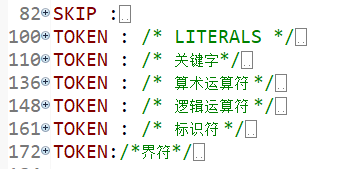 82 SKIP :
100 TOKEN : /* LITERALS */
110 TOKEN : /* 关键字*/
136 TOKEN : /* 算术运算符 */
148 TOKEN : /* 逻辑运算符 */
161 TOKEN : /* 标识符 */
172 TOKEN:/*界符*/